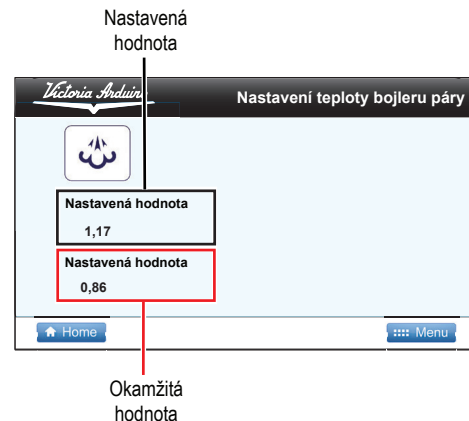 Nastavená
hodnota
Victoria Arduino
Nastavení teploty bojleru páry
Nastavená hodnota
1,17
Nastavená hodnota
0,86
Home
Menu
Okamžitá
hodnota